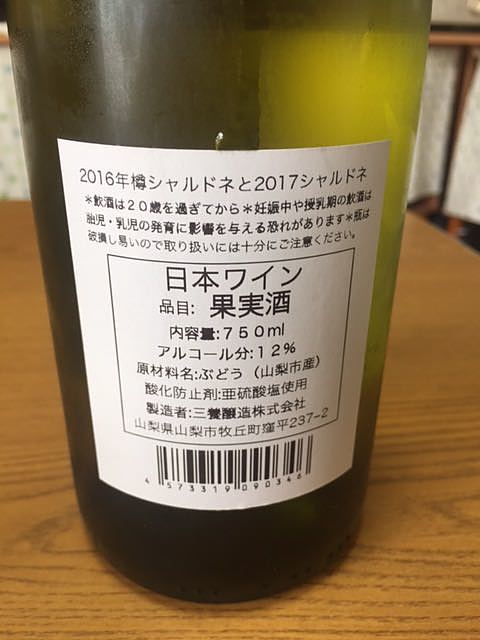 2016年樽シャルドネと2017シャルドネ
*飲酒は20歳を過ぎてから*妊娠中や授乳期の飲酒は
胎児・乳児の発育に影響を与える恐れがあります*瓶は
破損し易いので取り扱いには十分にご注意ください。
日本ワイン
品目: 果実酒
内容量:750ml
アルコール分:12%
原材料名:ぶどう(山梨市産)
酸化防止剤:亜硫酸塩使用
製造者:三養醸造株式会社
山梨県山梨市牧丘町窪平237-2
4 573319 090346